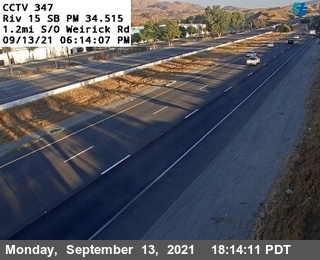 CCTV 347
Riv 15 SB PM 34.515
1.2mi S/O Weirick Rd
09/13/21 06:14:07 PM
Monday, September 13, 2021 18:14:11 PDT